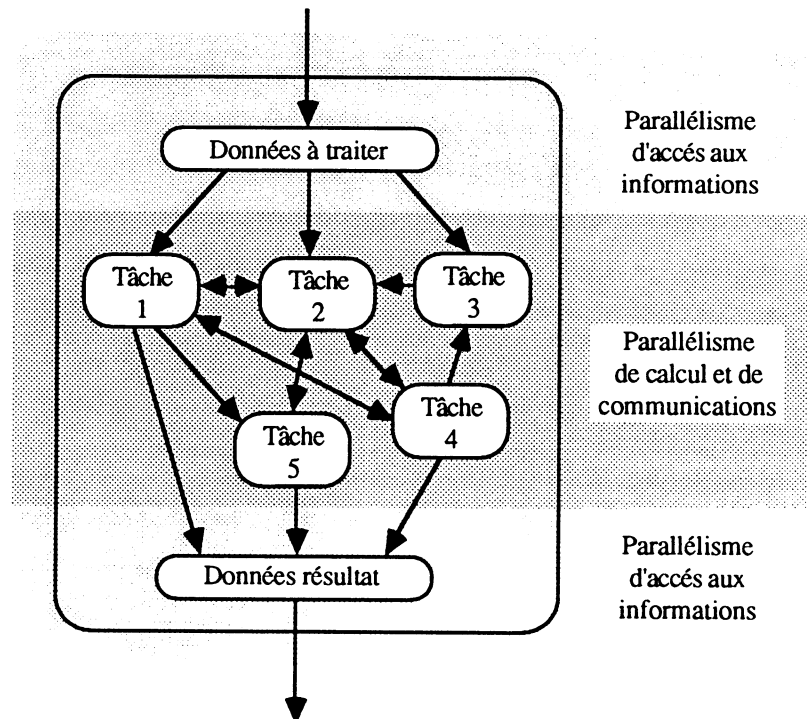 Parallélisme
d'accés aux
informations
Données à traiter
Tâche
1
Tâche
2
Tâche
3
Parallélisme
de calcul et de
communications
Tâche
4
Tâche
5
Parallélisme
d'accés aux
informations
Données résultat